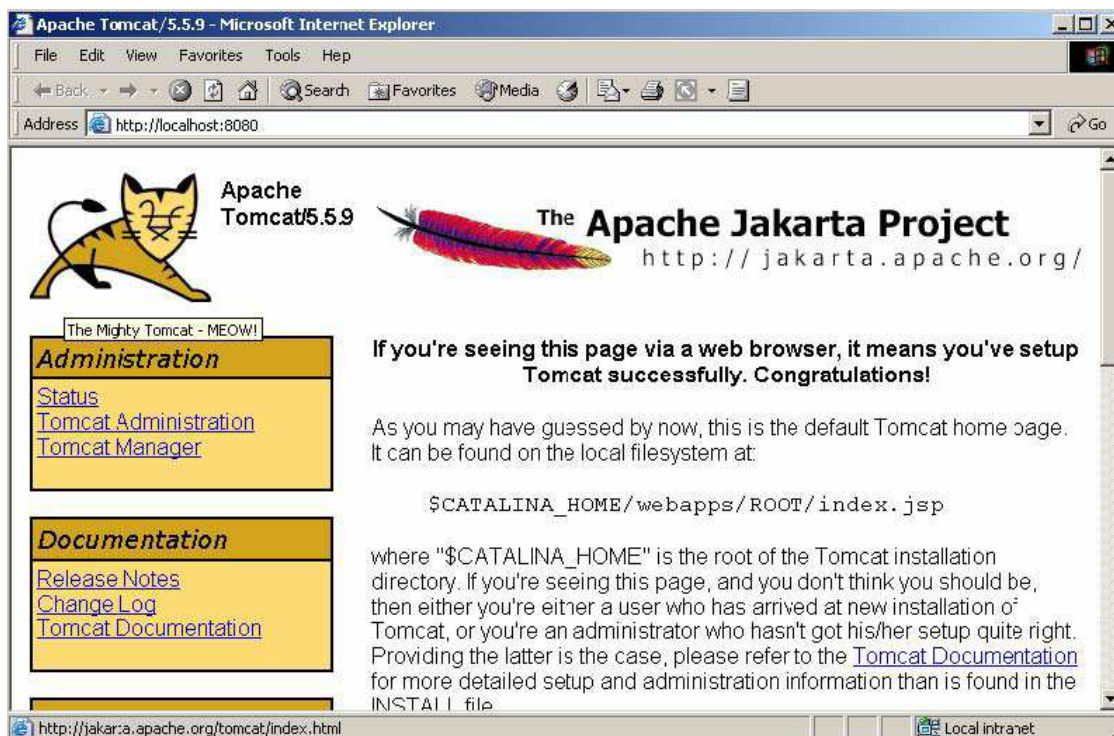 Apache Tomcat/5.5.9 - Microsoft Internet Explorer
File Edit View Favorites Tools Help
Back Search Favorites Media
Address http://localhost:8080 Go
Apache
Tomcat/5.5.9
The Apache Jakarta Project
http://jakarta.apache.org/
The Mighty Tomcat - MEOW!
Administration
Status
Tomcat Administration
Tomcat Manager
Documentation
Release Notes
Change Log
Tomcat Documentation
If you're seeing this page via a web browser, it means you've setup
Tomcat successfully. Congratulations!
As you may have guessed by now, this is the default Tomcat home page.
It can be found on the local filesystem at:
$CATALINA_HOME/webapps/ROOT/index.jsp
where "$CATALINA_HOME" is the root of the Tomcat installation
directory. If you're seeing this page, and you don't think you should be,
then either you're either a user who has arrived at new installation of
Tomcat, or you're an administrator who hasn't got his/her setup quite right.
Providing the latter is the case, please refer to the Tomcat Documentation
for more detailed setup and administration information than is found in the
INSTALL file.
http://jakarta.apache.org/tomcat/index.html Local intranet